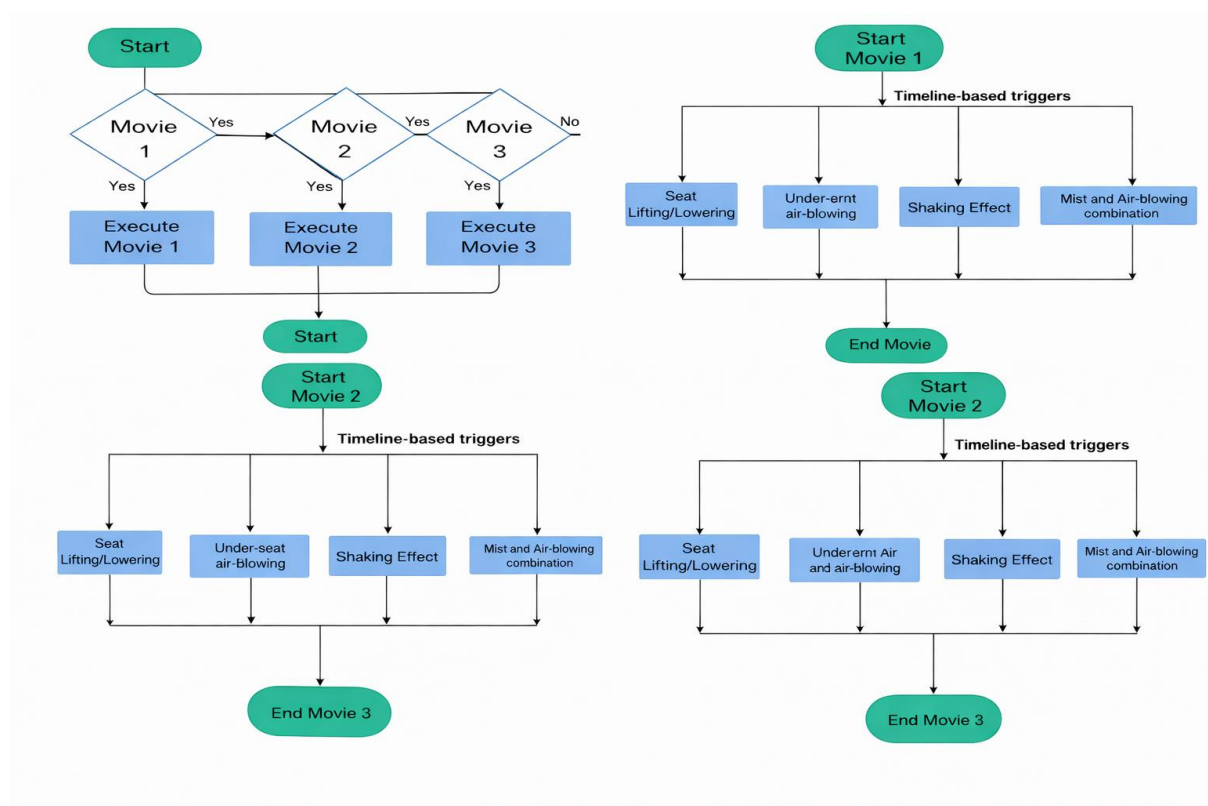 Start
Movie
1
Yes
Movie
2
Yes
Movie
3
No
Yes
Yes
Yes
Execute
Movie 1
Execute
Movie 2
Execute
Movie 3
Start
Start
Movie 1
Timeline-based triggers
Seat
Lifting/Lowering
Under-ernt
air-blowing
Shaking Effect
Mist and Air-blowing
combination
End Movie
Start
Movie 2
Timeline-based triggers
Seat
Lifting/Lowering
Under-seat
air-Blowing
Shaking Effect
Mist and Air-blowing
combination
End Movie 3
Start
Movie 2
Timeline-based triggers
Seat
Lifting/Lowering
Underernt Air
and air-blowing
Shaking Effect
Mist and Air-blowing
combination
End Movie 3